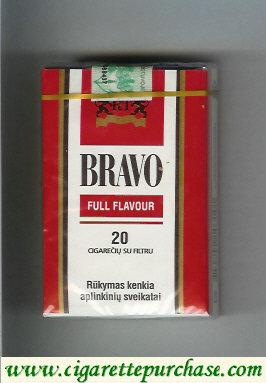 BRAVO
FULL FLAVOUR
20
CIGAREČIŲ SU FILTRU
Rūkymas kenkia
aplinkinių sveikatai
www.cigarettepurchase.com